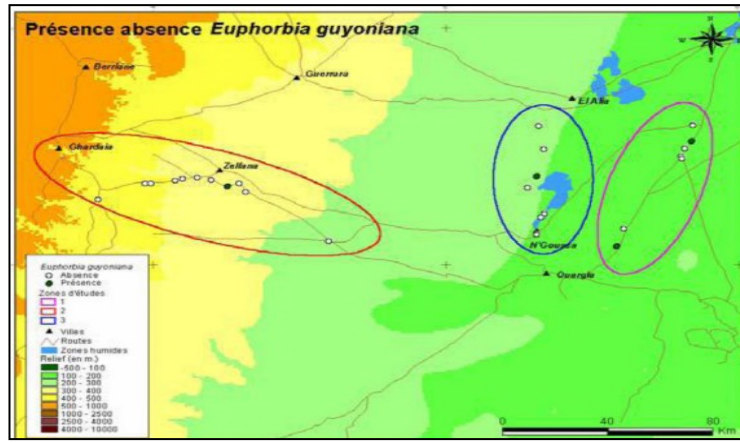 Présence absence Euphorbia guyoniana
N
W E
S
Berriane
Guerrara
El Alia
Ghardaia
Zelfana
N'Goussa
Ouargla
Euphorbia guyoniana
Absence
Présence
Zones d'études
1
2
3
Villes
Routes
Zones humides
Relief (en m.)
-500 - 100
100 - 200
200 - 300
300 - 400
400 - 500
500 - 1000
1000 - 2500
2500 - 4000
4000 - 10000
0 40 80
Km